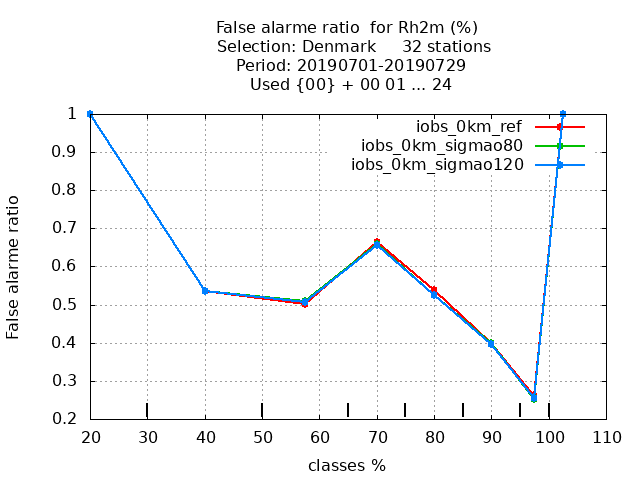 False alarme ratio  for Rh2m (%)
Selection: Denmark     32 stations
Period: 20190701-20190729
Used {00} + 00 01 ... 24
iobs_0km_ref
iobs_0km_sigmao80
iobs_0km_sigmao120
False alarme ratio
1
0.9
0.8
0.7
0.6
0.5
0.4
0.3
0.2
20 30 40 50 60 70 80 90 100 110
classes %